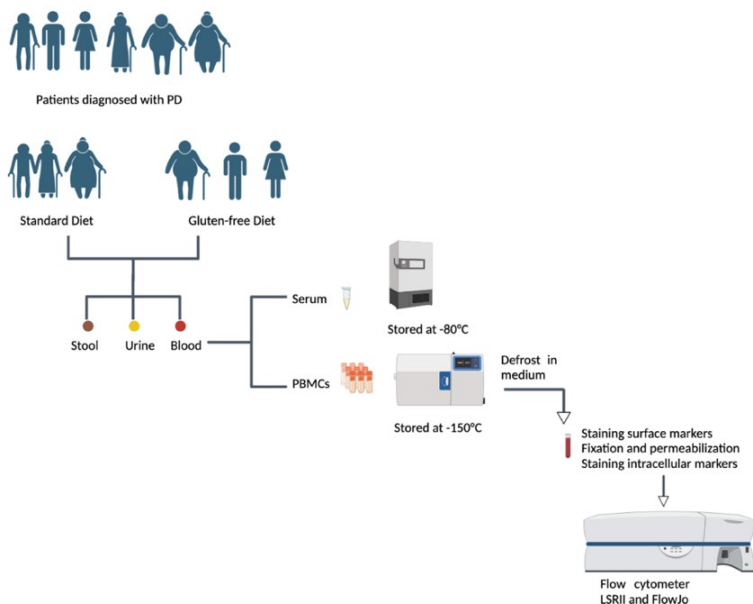 Patients diagnosed with PD
Standard Diet
Gluten-free Diet
Serum
Stored at -80°C
Stool
Urine
Blood
PBMCs
Stored at -150°C
Defrost in
medium
Staining surface markers
Fixation and permeabilization
Staining intracellular markers
Flow cytometer
LSRII and FlowJo